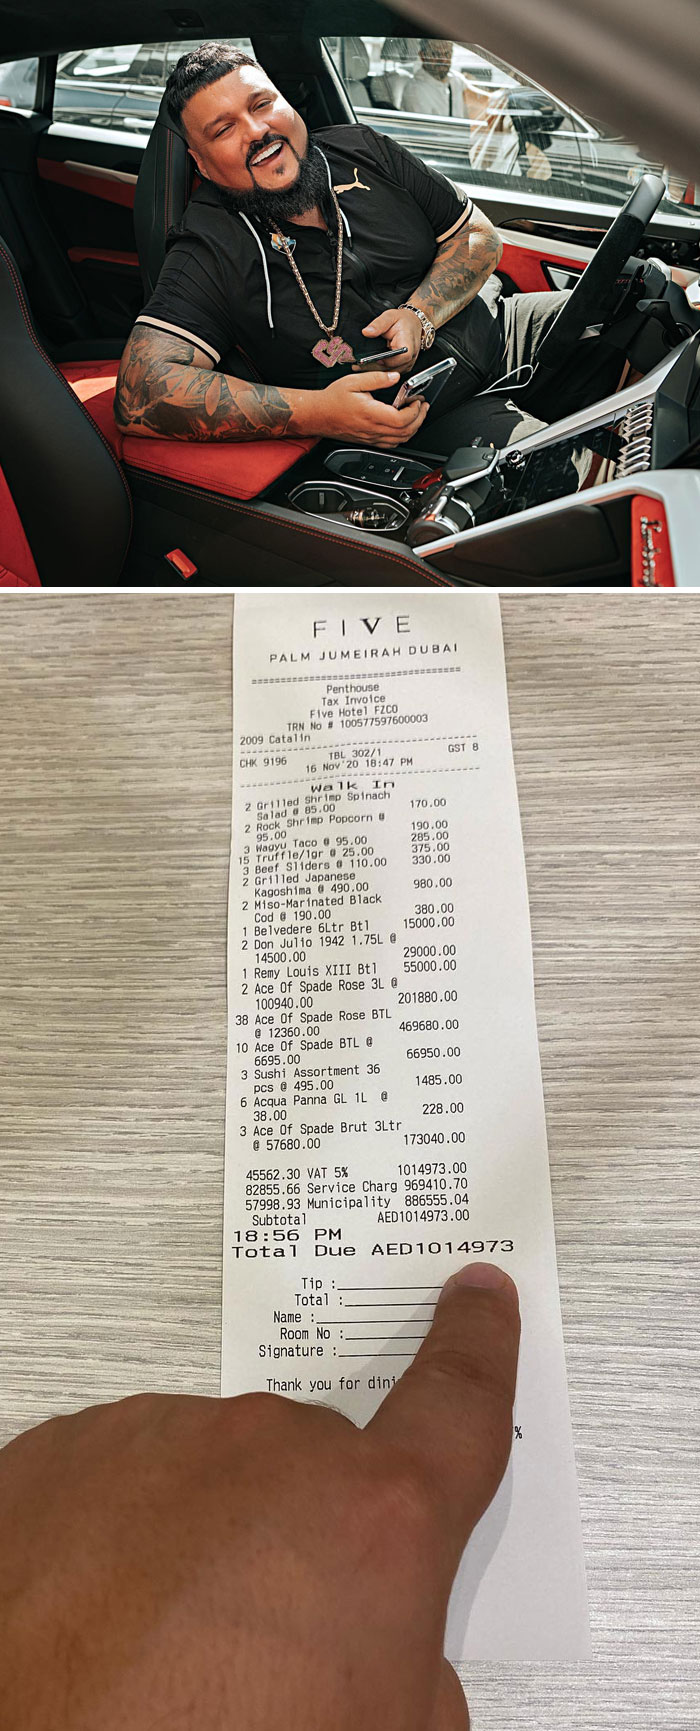 FIVE
PALM JUMEIRAH DUBAI
Penthouse
Tax Invoice
Five Hotel FZCO
TRN No # 100577597600003
2009 Catalin
CHK 9196 TBL 302/1 GST 8
16 Nov'20 18:47 PM
Walk In
2 Grilled Shrimp Spinach
Salad @ 85.00 170.00
2 Rock Shrimp Popcorn @
95.00 190.00
3 Wagyu Taco @ 95.00 285.00
15 Truffle/1gr @ 25.00 375.00
3 Beef Sliders @ 110.00 330.00
2 Grilled Japanese
Kagoshima @ 490.00 980.00
2 Miso-Marinated Black
Cod @ 190.00 380.00
1 Belvedere 6Ltr Btl 15000.00
2 Don Julio 1942 1.75L @
14500.00 29000.00
1 Remy Louis XIII Btl 55000.00
2 Ace Of Spade Rose 3L @
100940.00 201880.00
38 Ace Of Spade Rose BTL
@ 12360.00 469680.00
10 Ace Of Spade BTL @
6695.00 66950.00
3 Sushi Assortment 36
pcs @ 495.00 1485.00
6 Acqua Panna GL 1L @
38.00 228.00
3 Ace Of Spade Brut 3Ltr
@ 57680.00 173040.00
45562.30 VAT 5% 1014973.00
82855.66 Service Charg 969410.70
57998.93 Municipality 886555.04
Subtotal AED1014973.00
18:56 PM
Total Due AED1014973
Tip :
Total :
Name :
Room No :
Signature :
Thank you for dini
%